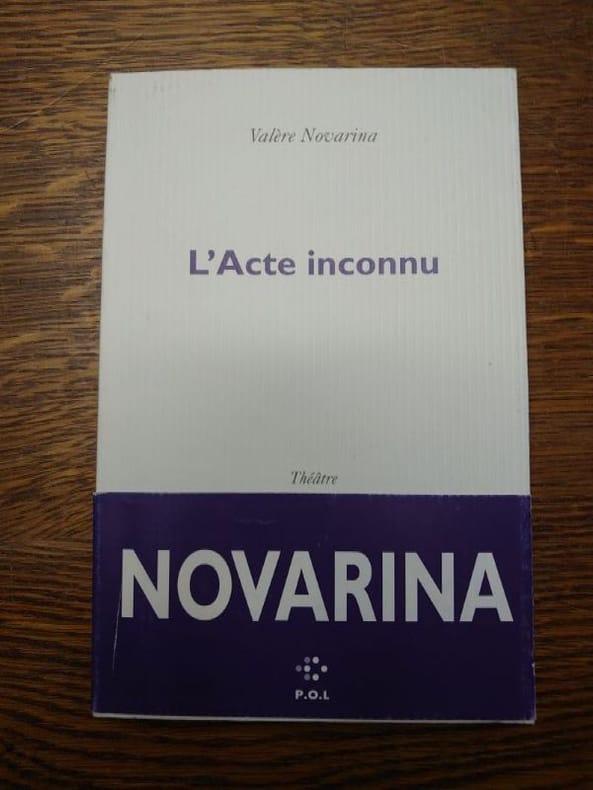 Valère Novarina
L'Acte inconnu
Théâtre
NOVARINA
P.O.L